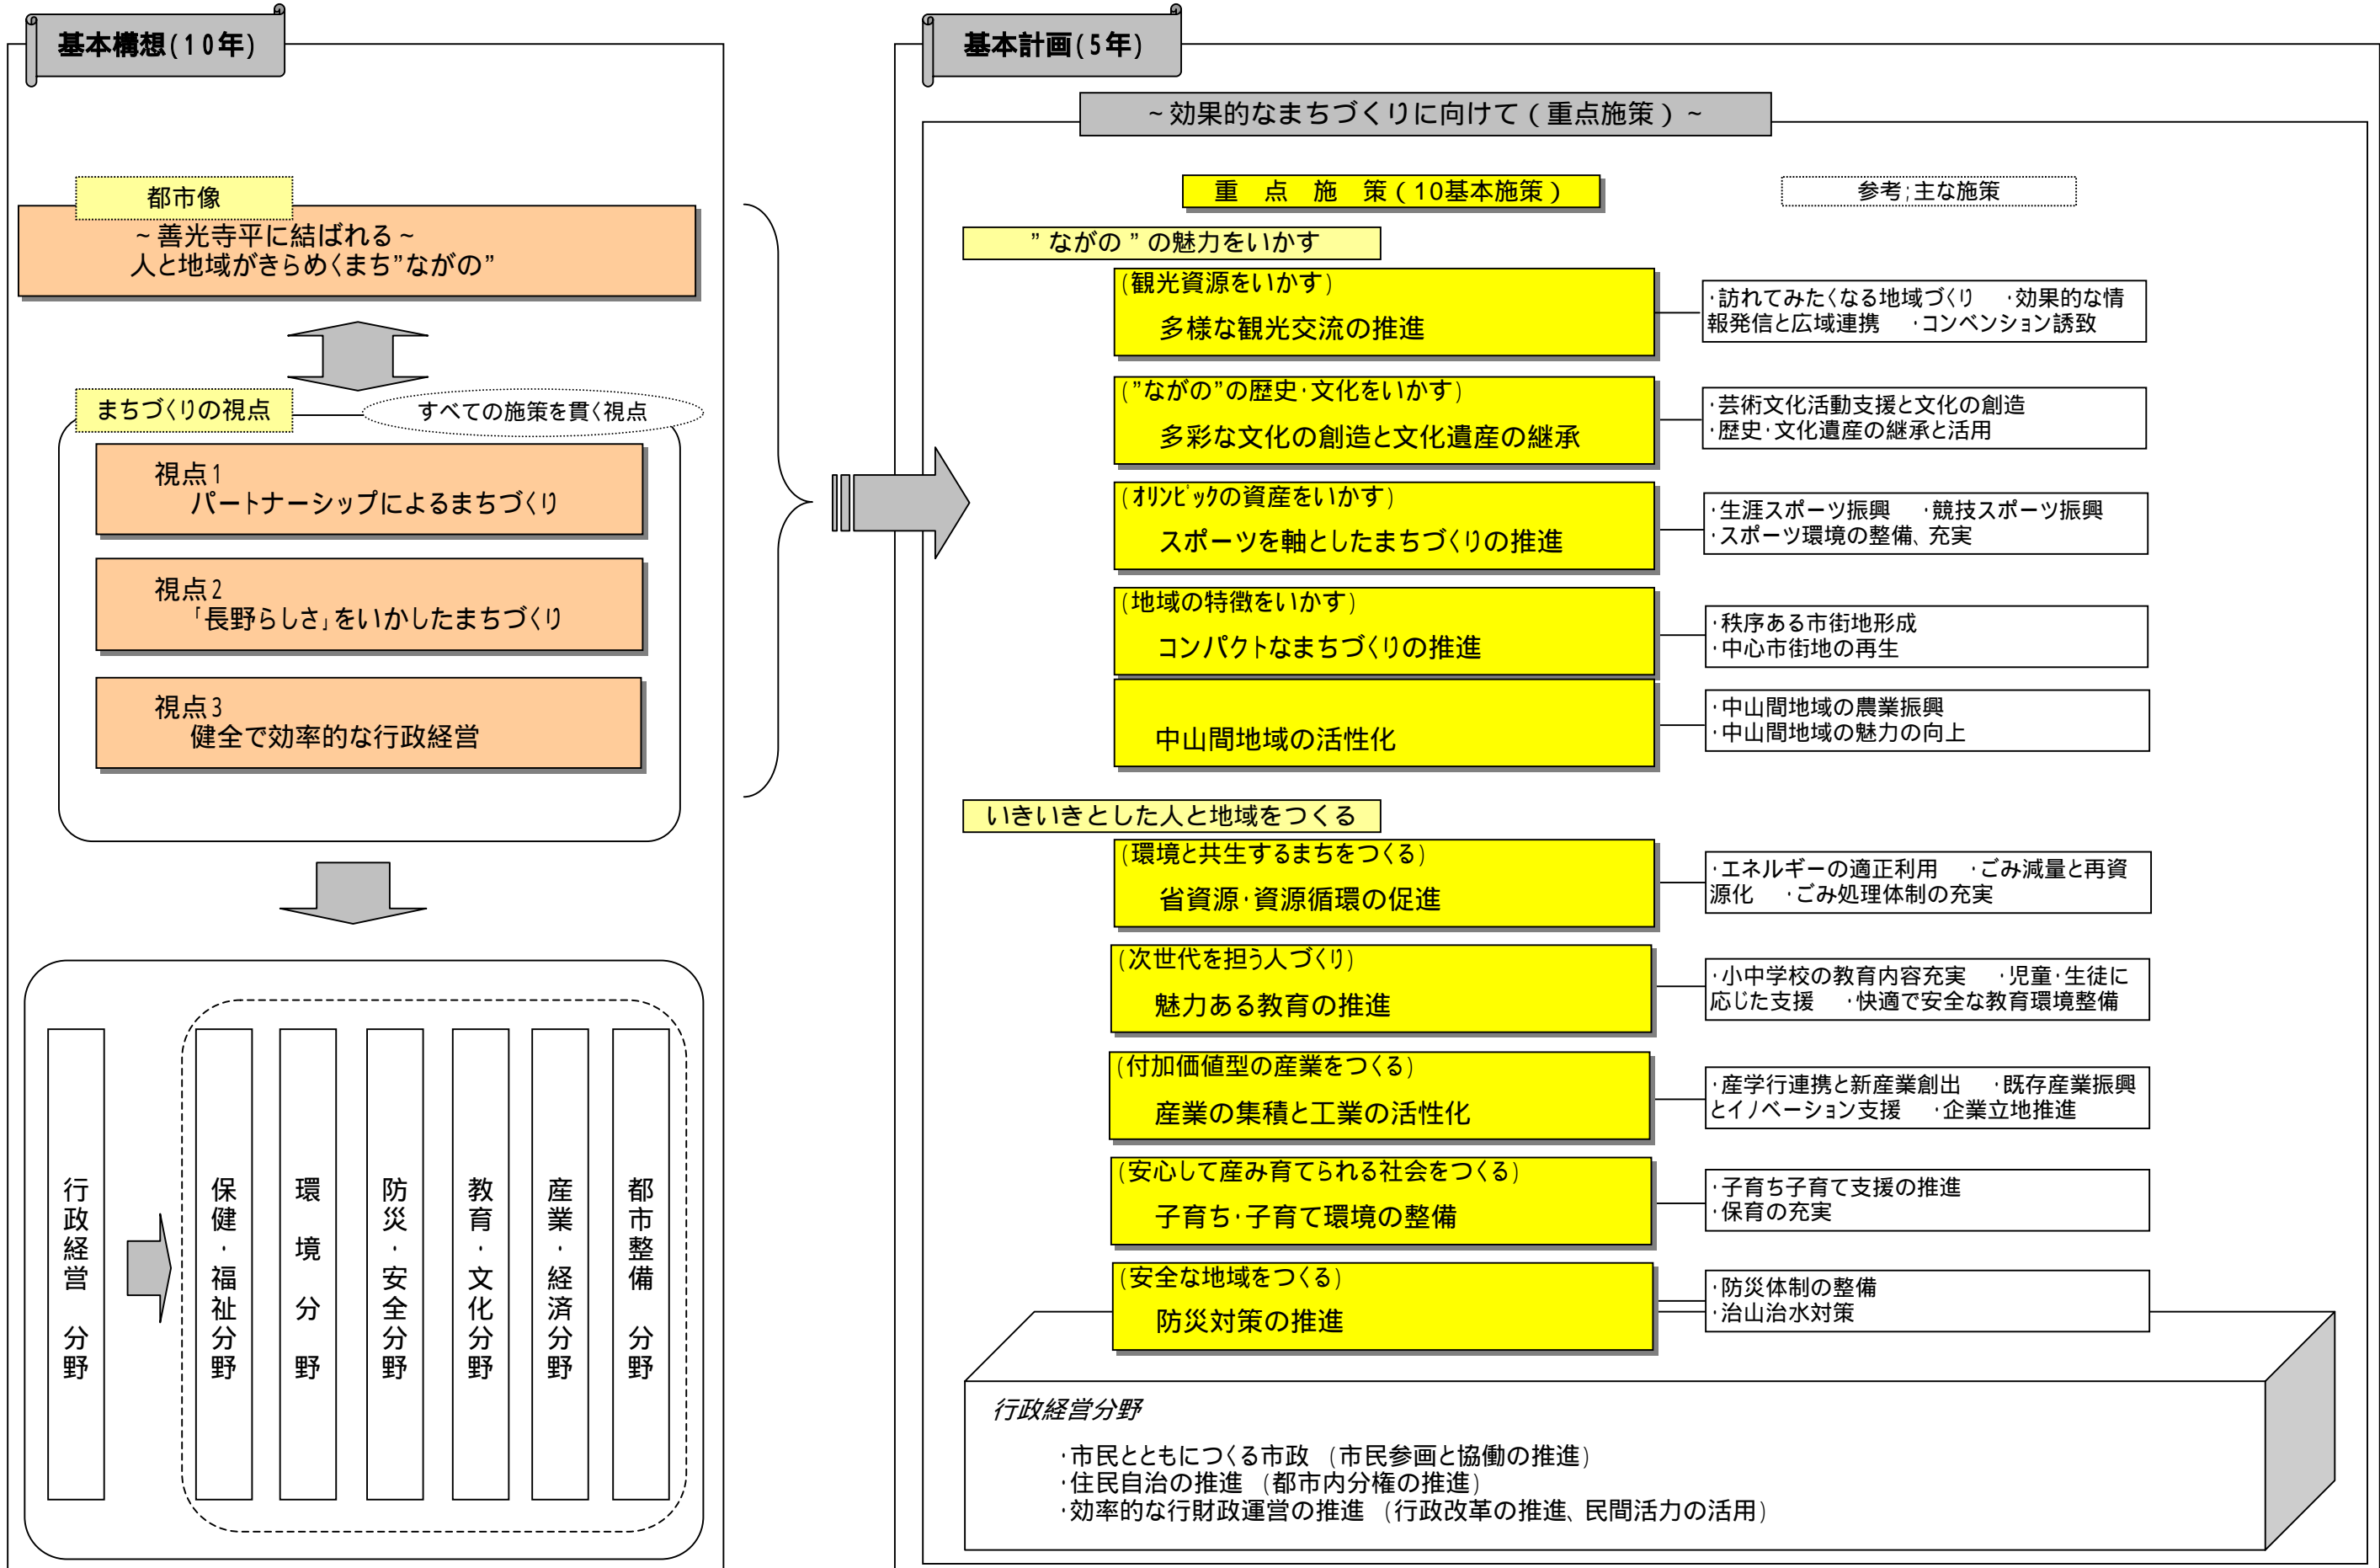 基本構想(10年)
都市像
～善光寺平に結ばれる～
人と地域がきらめくまち”ながの”
まちづくりの視点
すべての施策を貫く視点
視点1
パートナーシップによるまちづくり
視点2
「長野らしさ」をいかしたまちづくり
視点3
健全で効率的な行政経営
行政経営　分野
保健・福祉分野
環　境　分　野
防災・安全分野
教育・文化分野
産業・経済分野
都市整備　分野
基本計画(5年)
～効果的なまちづくりに向けて（重点施策）～
重　点　施　策（10基本施策）
参考;主な施策
”ながの”の魅力をいかす
(観光資源をいかす)
多様な観光交流の推進
・訪れてみたくなる地域づくり　・効果的な情
報発信と広域連携　・コンベンション誘致
(”ながの”の歴史・文化をいかす)
多彩な文化の創造と文化遺産の継承
・芸術文化活動支援と文化の創造
・歴史・文化遺産の継承と活用
(ｵﾘﾝﾋﾟｯｸの資産をいかす)
スポーツを軸としたまちづくりの推進
・生涯スポーツ振興　・競技スポーツ振興
・スポーツ環境の整備、充実
(地域の特徴をいかす)
コンパクトなまちづくりの推進
・秩序ある市街地形成
・中心市街地の再生
中山間地域の活性化
・中山間地域の農業振興
・中山間地域の魅力の向上
いきいきとした人と地域をつくる
(環境と共生するまちをつくる)
省資源・資源循環の促進
・エネルギーの適正利用　・ごみ減量と再資
源化　・ごみ処理体制の充実
(次世代を担う人づくり)
魅力ある教育の推進
・小中学校の教育内容充実　・児童・生徒に
応じた支援　・快適で安全な教育環境整備
(付加価値型の産業をつくる)
産業の集積と工業の活性化
・産学行連携と新産業創出　・既存産業振興
とイノベーション支援　・企業立地推進
(安心して産み育てられる社会をつくる)
子育ち・子育て環境の整備
・子育ち子育て支援の推進
・保育の充実
(安全な地域をつくる)
防災対策の推進
・防災体制の整備
・治山治水対策
行政経営分野
・市民とともにつくる市政 (市民参画と協働の推進)
・住民自治の推進 (都市内分権の推進)
・効率的な行財政運営の推進 (行政改革の推進、民間活力の活用)